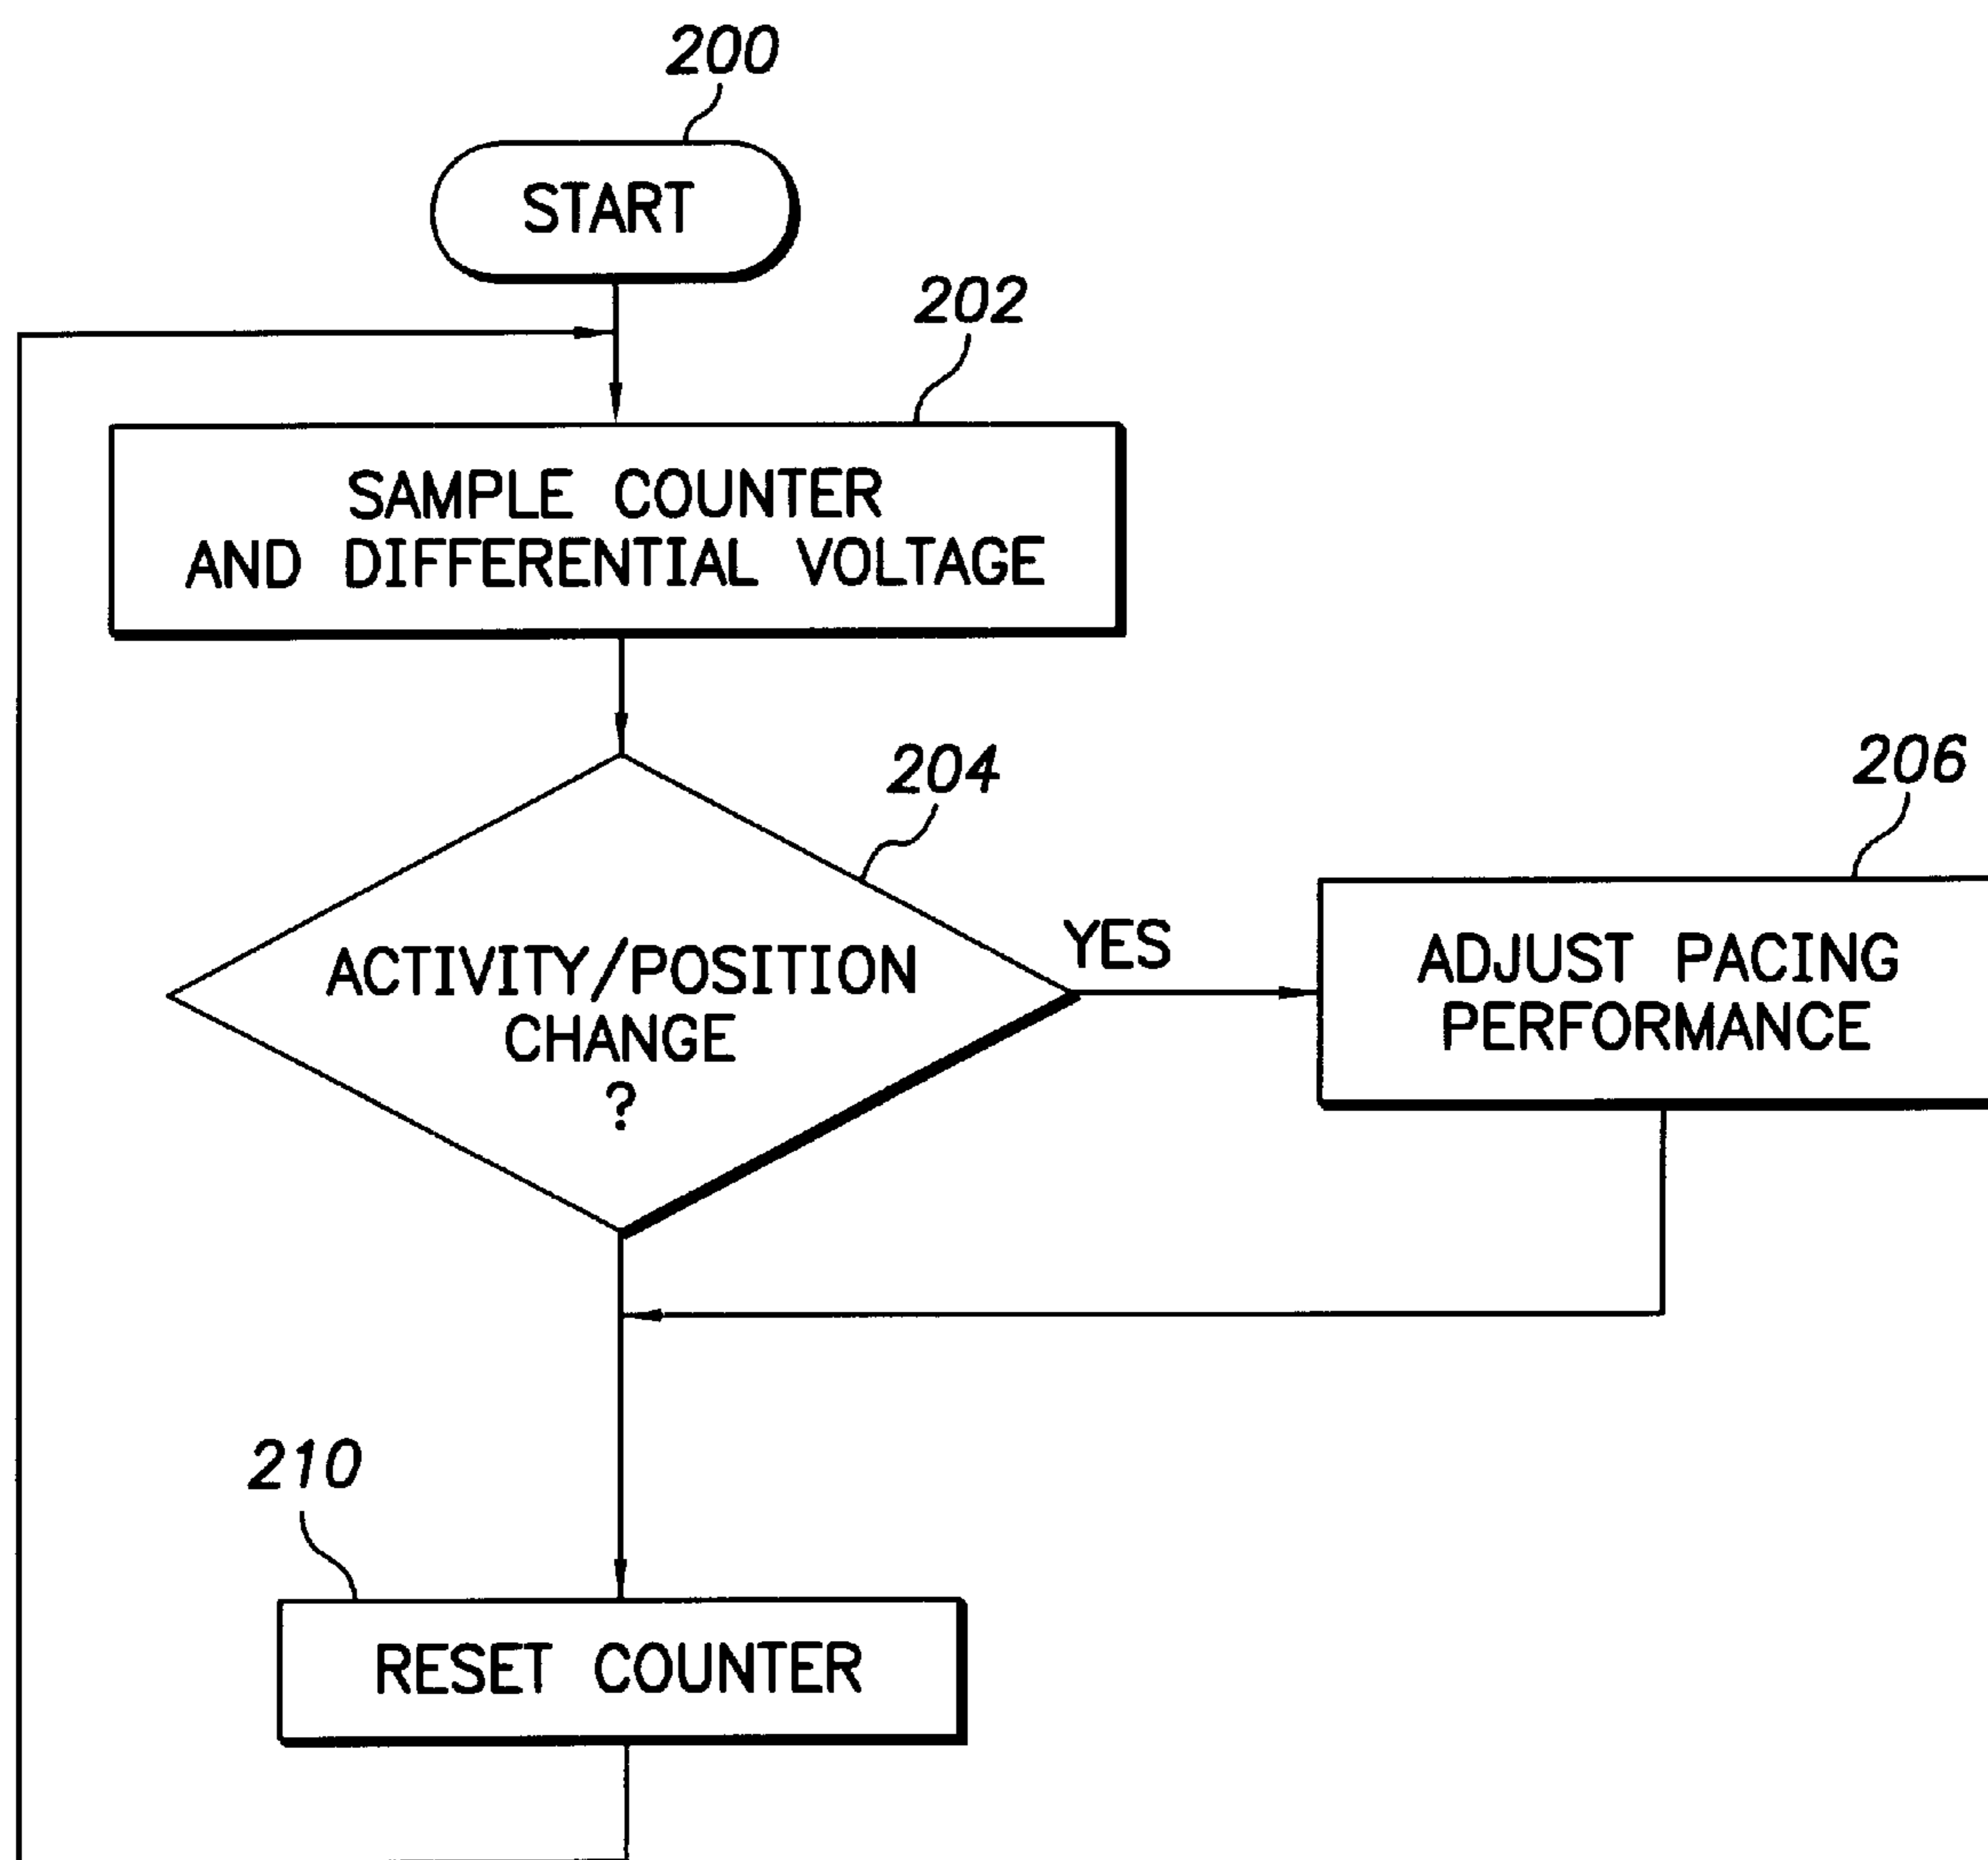 200
START
202
SAMPLE COUNTER
AND DIFFERENTIAL VOLTAGE
204
ACTIVITY/POSITION
CHANGE
?
YES
206
ADJUST PACING
PERFORMANCE
210
RESET COUNTER